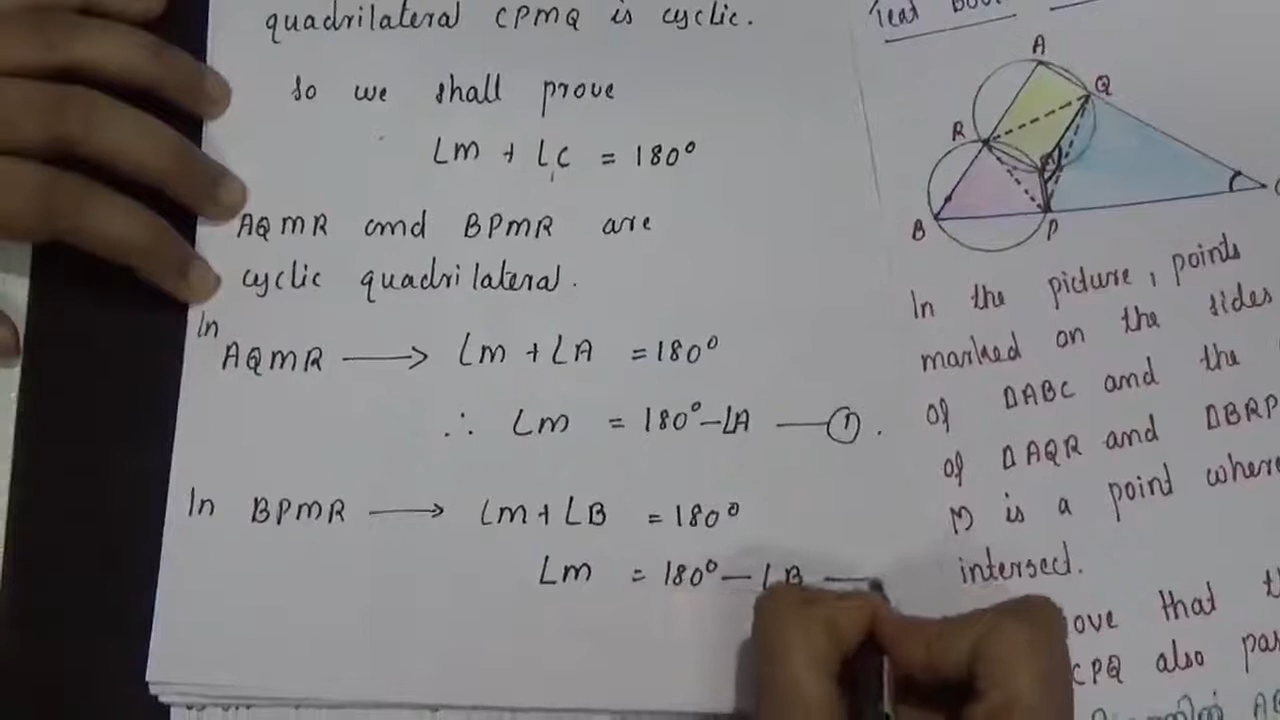 quadrilateral CPMQ is cyclic.
So we shall prove
∠m + ∠C = 180°
AQMR and BPMR are
cyclic quadrilateral.
In AQMR ⟶ ∠m + ∠A = 180°
∴ ∠m = 180° – ∠A — ①.
In BPMR ⟶ ∠m + ∠B = 180°
∠m = 180° – ∠B —
A
Q
R
M
B
P
In the picture, points
marked on the sides
of ΔABC and the
of ΔAQR and ΔBRP
M is a point where
intersect.
that
CPQ also